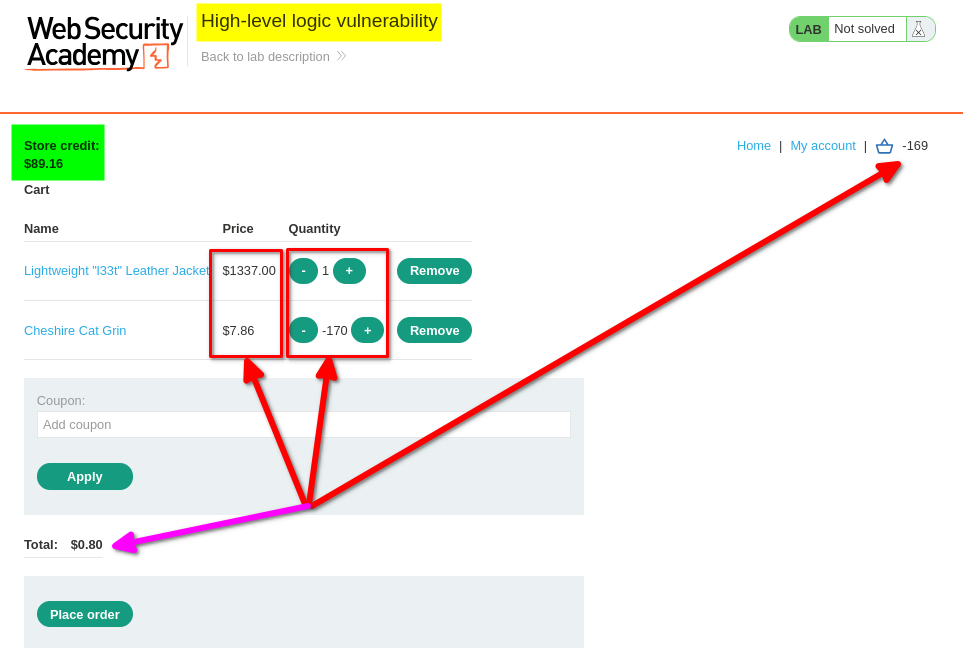 Web Security
Academy
High-level logic vulnerability
Back to lab description
LAB Not solved
Store credit:
$89.16
Home | My account | -169
Cart
Name Price Quantity
Lightweight "l33t" Leather Jacket $1337.00 - 1 + Remove
Cheshire Cat Grin $7.86 - -170 + Remove
Coupon:
Add coupon
Apply
Total: $0.80
Place order